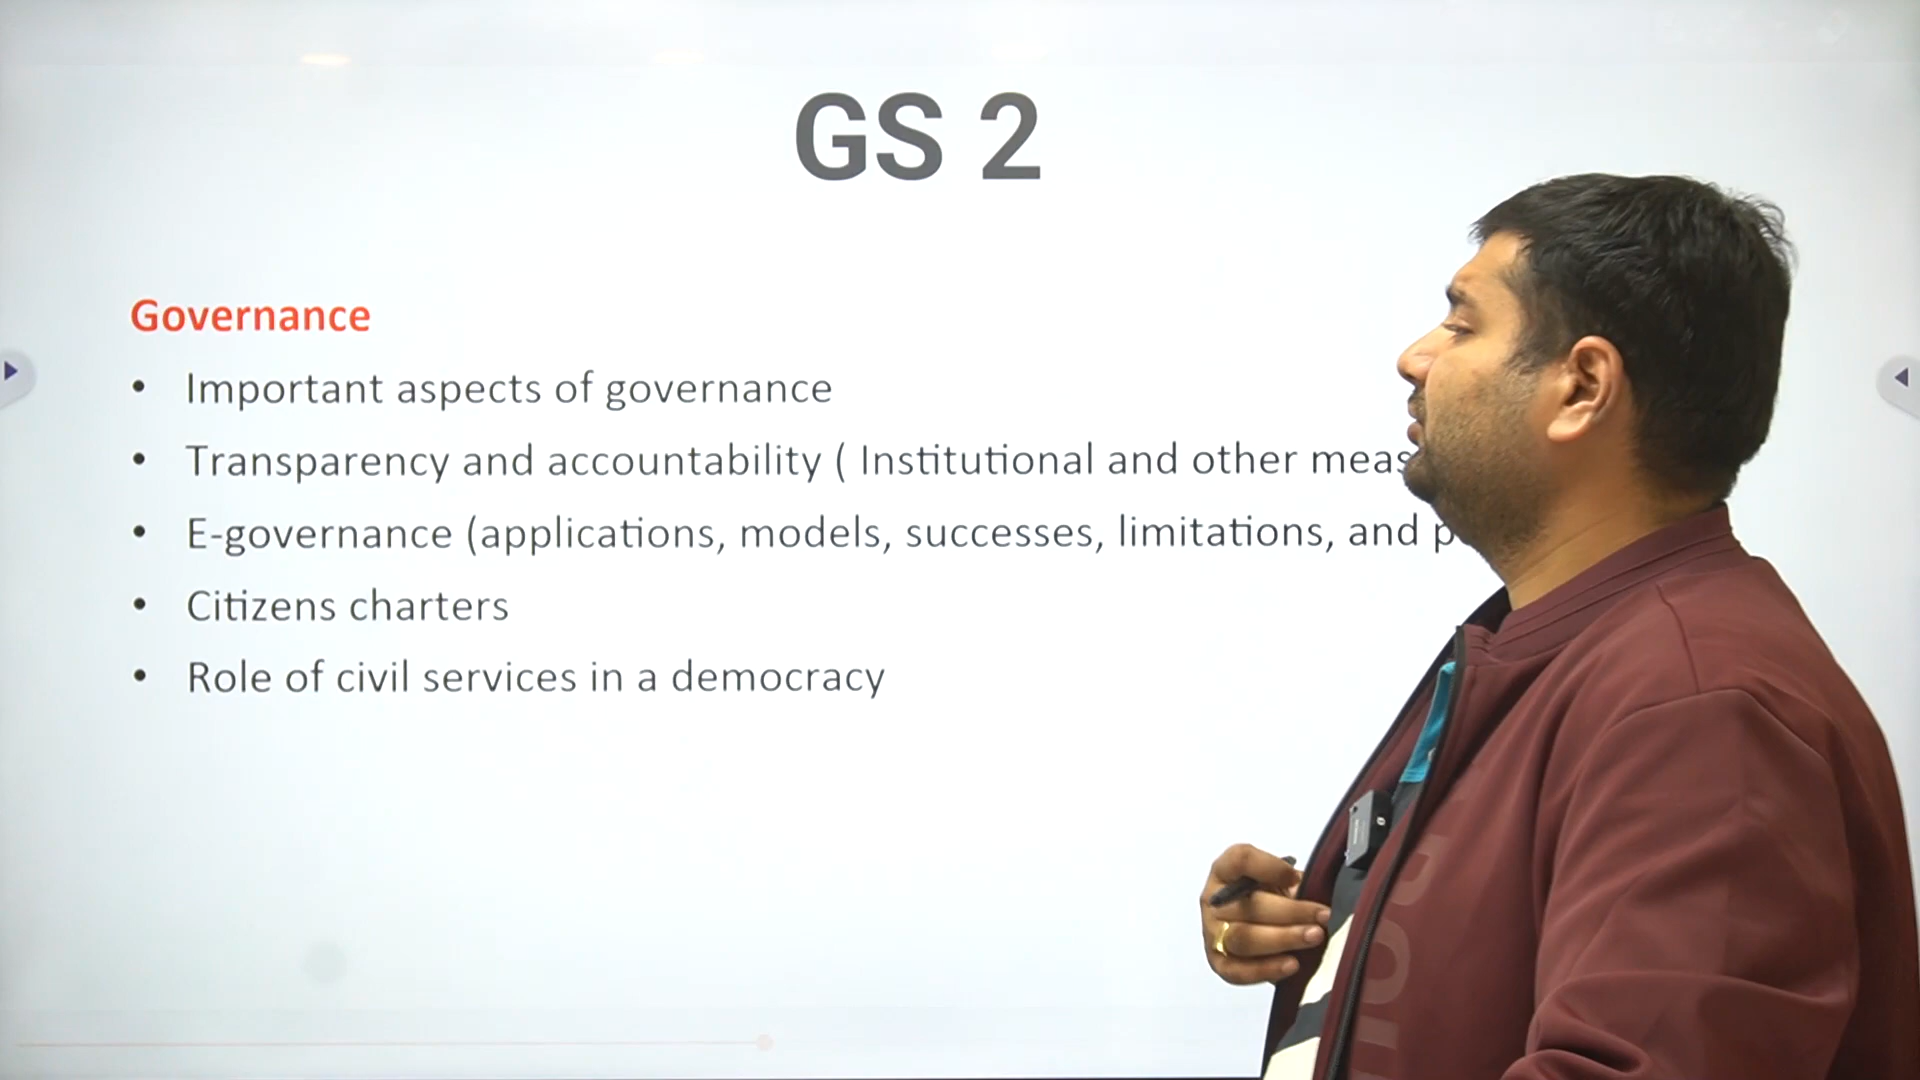 GS 2
Governance
• Important aspects of governance
• Transparency and accountability ( Institutional and other
• E-governance (applications, models, successes, limitations, and
• Citizens charters
• Role of civil services in a democracy